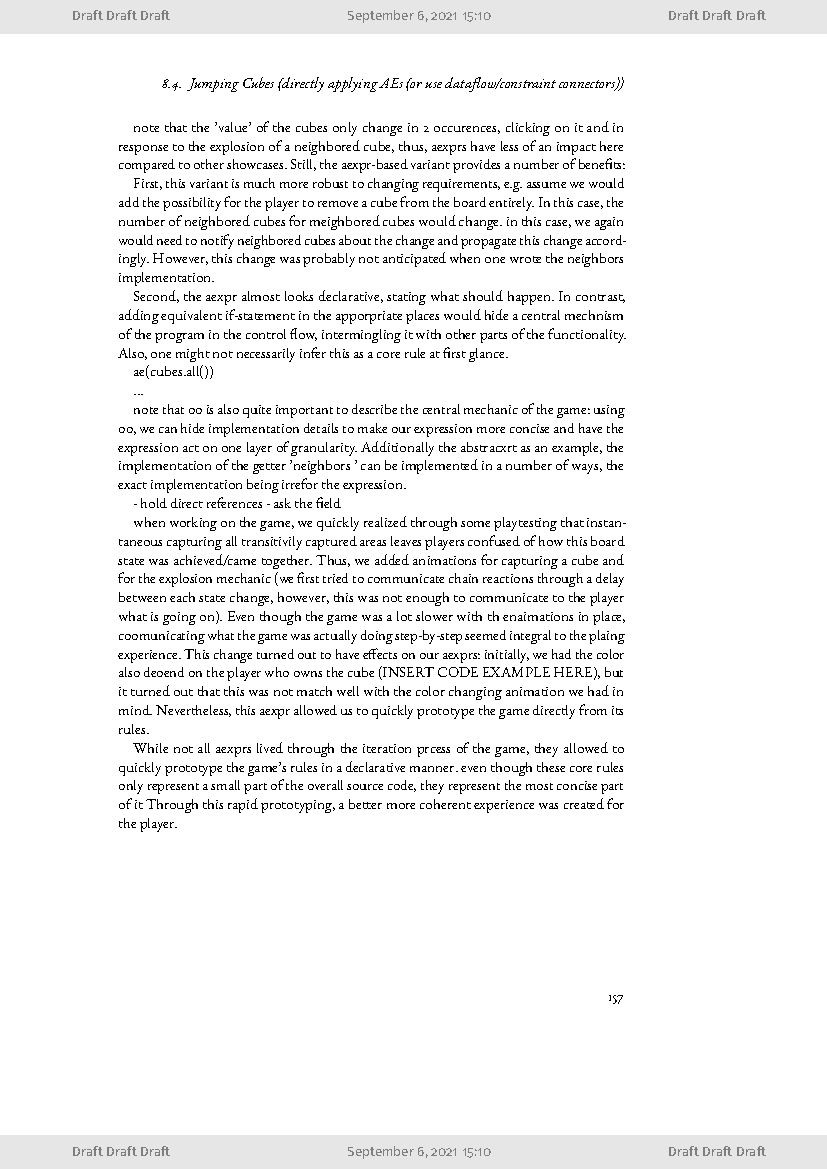 Draft Draft Draft September 6, 2021 15:10 Draft Draft Draft
8.4. Jumping Cubes (directly applying AEs (or use dataflow/constraint connectors))
note that the ’value’ of the cubes only change in 2 occurences, clicking on it and in
response to the explosion of a neighbored cube, thus, aexprs have less of an impact here
compared to other showcases. Still, the aexpr-based variant provides a number of benefits:
First, this variant is much more robust to changing requirements, e.g. assume we would
add the possibility for the player to remove a cube from the board entirely. In this case, the
number of neighbored cubes for meighbored cubes would change. in this case, we again
would need to notify neighbored cubes about the change and propagate this change accord-
ingly. However, this change was probably not anticipated when one wrote the neighbors
implementation.
Second, the aexpr almost looks declarative, stating what should happen. In contrast,
adding equivalent if-statement in the apporpriate places would hide a central mechnism
of the program in the control flow, intermingling it with other parts of the functionality.
Also, one might not necessarily infer this as a core rule at first glance.
ae(cubes.all())
...
note that oo is also quite important to describe the central mechanic of the game: using
oo, we can hide implementation details to make our expression more concise and have the
expression act on one layer of granularity. Additionally the abstracxrt as an example, the
implementation of the getter ’neighbors ’ can be implemented in a number of ways, the
exact implementation being irrefor the expression.
- hold direct references - ask the field
when working on the game, we quickly realized through some playtesting that instan-
taneous capturing all transitivily captured areas leaves players confused of how this board
state was achieved/came together. Thus, we added animations for capturing a cube and
for the explosion mechanic (we first tried to communicate chain reactions through a delay
between each state change, however, this was not enough to communicate to the player
what is going on). Even though the game was a lot slower with th enaimations in place,
coomunicating what the game was actually doing step-by-step seemed integral to the plaing
experience. This change turned out to have effects on our aexprs: initially, we had the color
also deoend on the player who owns the cube (INSERT CODE EXAMPLE HERE), but
it turned out that this was not match well with the color changing animation we had in
mind. Nevertheless, this aexpr allowed us to quickly prototype the game directly from its
rules.
While not all aexprs lived through the iteration prcess of the game, they allowed to
quickly prototype the game’s rules in a declarative manner. even though these core rules
only represent a small part of the overall source code, they represent the most concise part
of it Through this rapid prototyping, a better more coherent experience was created for
the player.
157
Draft Draft Draft September 6, 2021 15:10 Draft Draft Draft